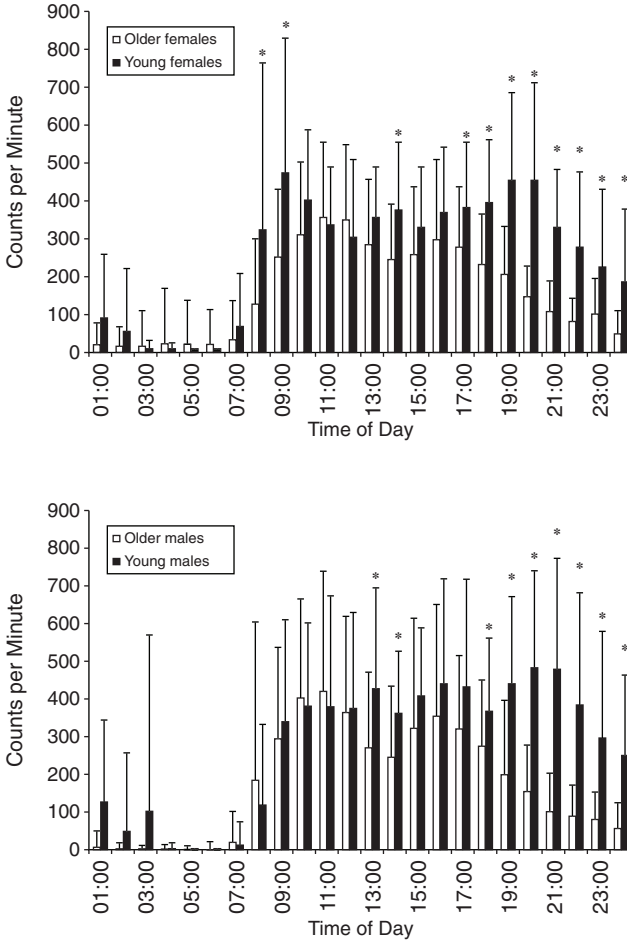 900
800
700
600
500
400
300
200
100
0
Counts per Minute
Older females
Young females
* * * * * * * * * * *
01:00 03:00 05:00 07:00 09:00 11:00 13:00 15:00 17:00 19:00 21:00 23:00
Time of Day
900
800
700
600
500
400
300
200
100
0
Counts per Minute
Older males
Young males
* * * * * * * * *
01:00 03:00 05:00 07:00 09:00 11:00 13:00 15:00 17:00 19:00 21:00 23:00
Time of Day